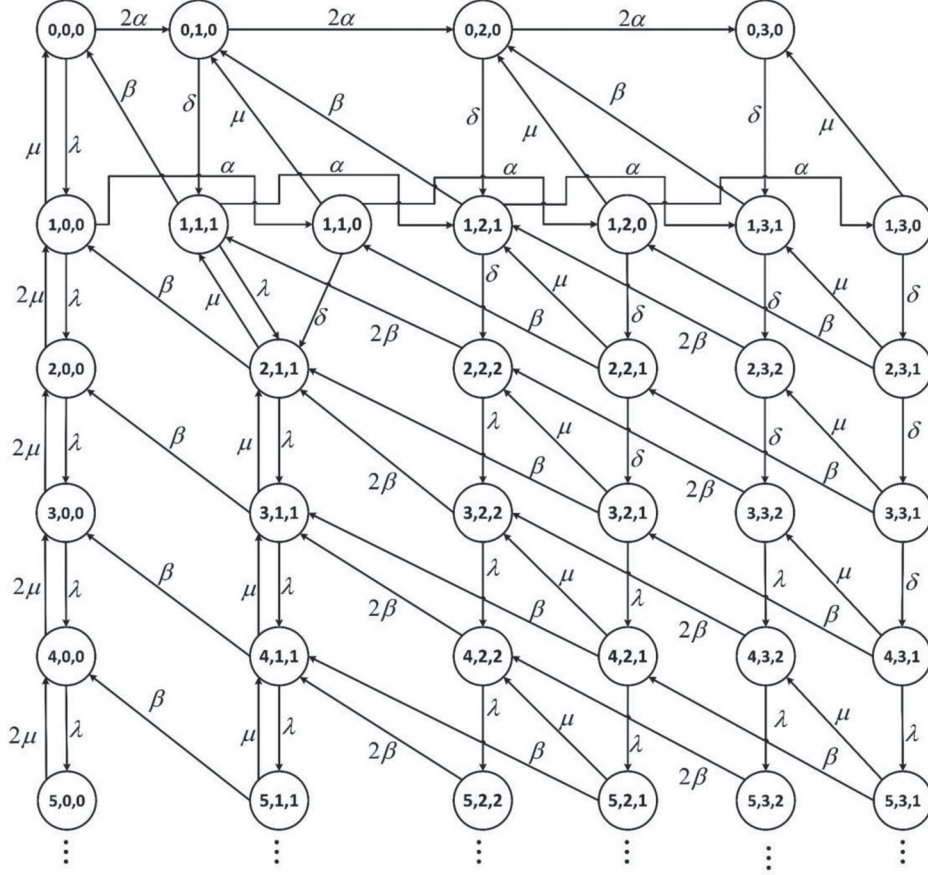 2α 2α 2α
0,0,0 0,1,0 0,2,0 0,3,0
β δ μ β δ μ β δ μ
μ λ
α α α α α
1,0,0 1,1,1 1,1,0 1,2,1 1,2,0 1,3,1 1,3,0
2μ λ β μ λ δ 2β δ β μ δ 2β δ β μ δ
2,0,0 2,1,1 2,2,2 2,2,1 2,3,2 2,3,1
2μ λ β μ λ 2β λ β μ δ 2β δ β μ δ
3,0,0 3,1,1 3,2,2 3,2,1 3,3,2 3,3,1
2μ λ β μ λ 2β λ β μ λ 2β λ β μ δ
4,0,0 4,1,1 4,2,2 4,2,1 4,3,2 4,3,1
2μ λ β μ λ 2β λ β μ λ 2β λ β μ λ
5,0,0 5,1,1 5,2,2 5,2,1 5,3,2 5,3,1